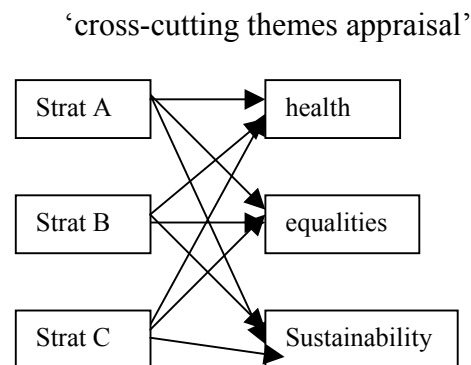 ‘cross-cutting themes appraisal’
Strat A
health
Strat B
equalities
Strat C
Sustainability